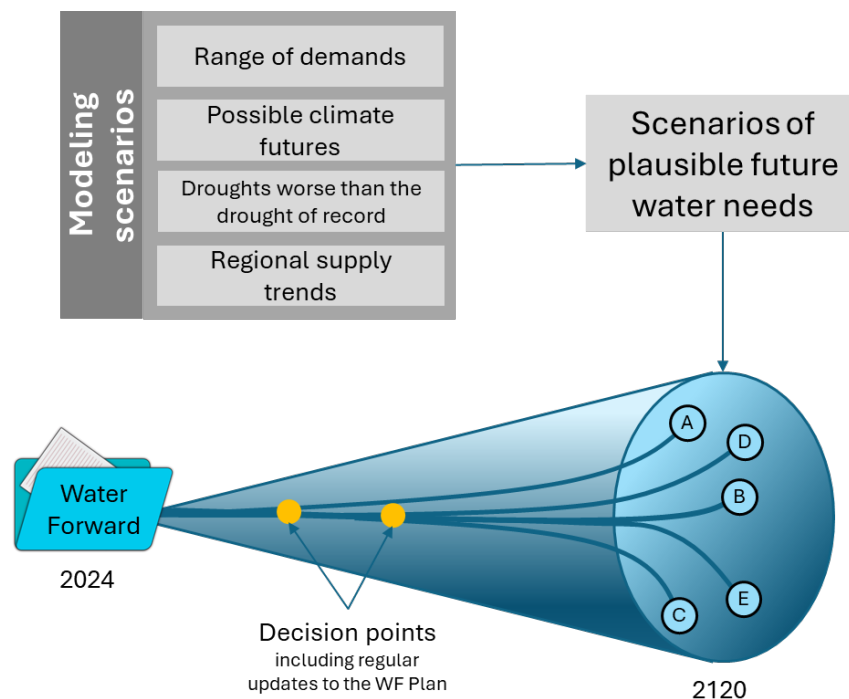 Modeling
scenarios
Range of demands
Possible climate
futures
Droughts worse than the
drought of record
Regional supply
trends
Scenarios of
plausible future
water needs
A
D
B
E
C
Water
Forward
2024
Decision points
including regular
updates to the WF Plan
2120